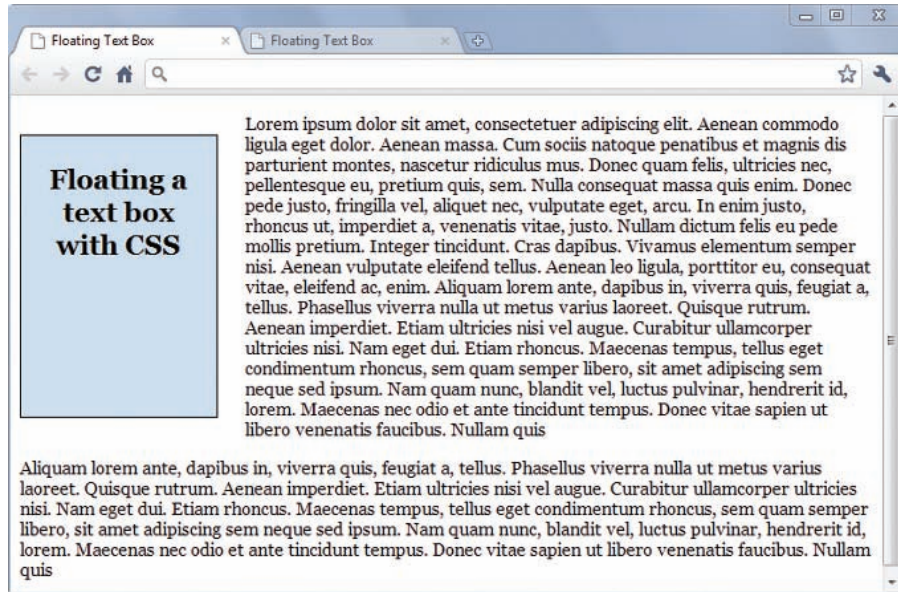 Floating Text Box
Floating Text Box
Floating a
text box
with CSS
Lorem ipsum dolor sit amet, consectetuer adipiscing elit. Aenean commodo
ligula eget dolor. Aenean massa. Cum sociis natoque penatibus et magnis dis
parturient montes, nascetur ridiculus mus. Donec quam felis, ultricies nec,
pellentesque eu, pretium quis, sem. Nulla consequat massa quis enim. Donec
pede justo, fringilla vel, aliquet nec, vulputate eget, arcu. In enim justo,
rhoncus ut, imperdiet a, venenatis vitae, justo. Nullam dictum felis eu pede
mollis pretium. Integer tincidunt. Cras dapibus. Vivamus elementum semper
nisi. Aenean vulputate eleifend tellus. Aenean leo ligula, porttitor eu, consequat
vitae, eleifend ac, enim. Aliquam lorem ante, dapibus in, viverra quis, feugiat a,
tellus. Phasellus viverra nulla ut metus varius laoreet. Quisque rutrum.
Aenean imperdiet. Etiam ultricies nisi vel augue. Curabitur ullamcorper
ultricies nisi. Nam eget dui. Etiam rhoncus. Maecenas tempus, tellus eget
condimentum rhoncus, sem quam semper libero, sit amet adipiscing sem
neque sed ipsum. Nam quam nunc, blandit vel, luctus pulvinar, hendrerit id,
lorem. Maecenas nec odio et ante tincidunt tempus. Donec vitae sapien ut
libero venenatis faucibus. Nullam quis
Aliquam lorem ante, dapibus in, viverra quis, feugiat a, tellus. Phasellus viverra nulla ut metus varius
laoreet. Quisque rutrum. Aenean imperdiet. Etiam ultricies nisi vel augue. Curabitur ullamcorper ultricies
nisi. Nam eget dui. Etiam rhoncus. Maecenas tempus, tellus eget condimentum rhoncus, sem quam semper
libero, sit amet adipiscing sem neque sed ipsum. Nam quam nunc, blandit vel, luctus pulvinar, hendrerit id,
lorem. Maecenas nec odio et ante tincidunt tempus. Donec vitae sapien ut libero venenatis faucibus. Nullam
quis